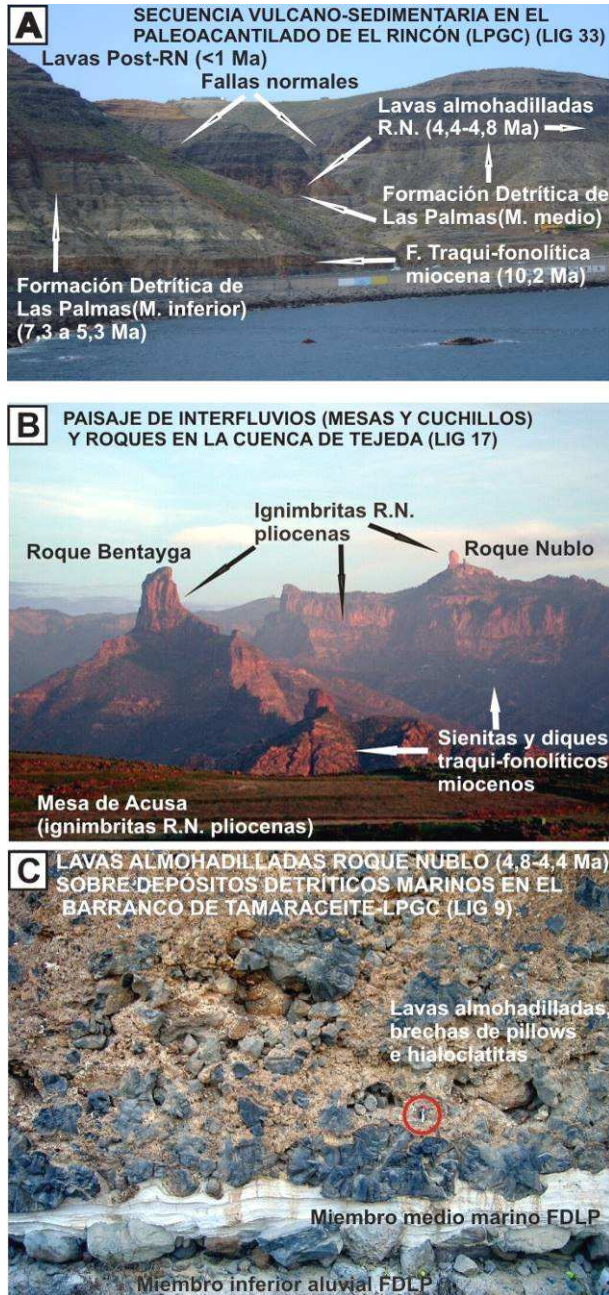 A
SECUENCIA VULCANO-SEDIMENTARIA EN EL
PALEOACANTILADO DE EL RINCÓN (LPGC) (LIG 33)
Lavas Post-RN (<1 Ma)
Fallas normales
Lavas almohadilladas
R.N. (4,4-4,8 Ma)
Formación Detrítica de
Las Palmas(M. medio)
F. Traqui-fonolítica
miocena (10,2 Ma)
Formación Detrítica de
Las Palmas(M. inferior)
(7,3 a 5,3 Ma)
B
PAISAJE DE INTERFLUVIOS (MESAS Y CUCHILLOS)
Y ROQUES EN LA CUENCA DE TEJEDA (LIG 17)
Ignimbritas R.N.
pliocenas
Roque Bentayga
Roque Nublo
Sienitas y diques
traqui-fonolíticos
miocenos
Mesa de Acusa
(ignimbritas R.N. pliocenas)
C
LAVAS ALMOHADILLADAS ROQUE NUBLO (4,8-4,4 Ma)
SOBRE DEPÓSITOS DETRÍTICOS MARINOS EN EL
BARRANCO DE TAMARACEITE-LPGC (LIG 9)
Lavas almohadilladas,
brechas de pillows
e hialoclatitas
Miembro medio marino FDLP
Miembro inferior aluvial FDLP